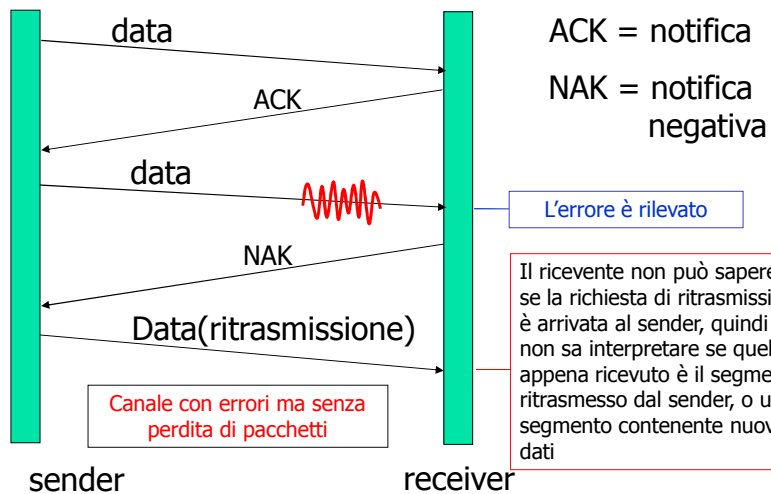 data
ACK = notifica
ACK
NAK = notifica
negativa
data
L'errore è rilevato
NAK
Il ricevente non può sapere
se la richiesta di ritrasmissi
è arrivata al sender, quindi
non sa interpretare se quel
appena ricevuto è il segme
ritrasmesso dal sender, o u
segmento contenente nuov
dati
Data(ritrasmissione)
Canale con errori ma senza
perdita di pacchetti
sender
receiver